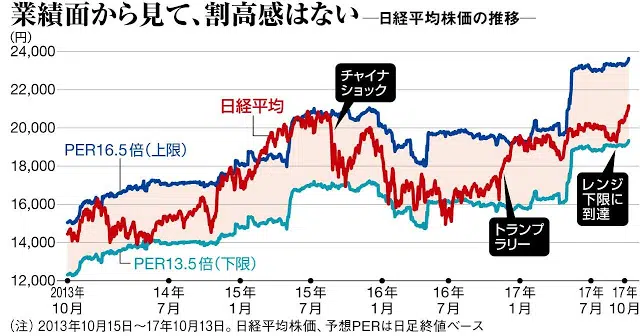 業績面から見て、割高感はない ―日経平均株価の推移―
(円)
24,000
22,000
20,000
18,000
16,000
14,000
12,000
チャイナ
ショック
日経平均
PER16.5倍(上限)
PER13.5倍(下限)
トランプ
ラリー
レンジ
下限に
到達
2013年
10月
14年
7月
15年
1月
15年
7月
16年
1月
16年
7月
17年
1月
17年
7月
17年
10月
(注) 2013年10月15日~17年10月13日。日経平均株価、予想PERは日足終値ベース